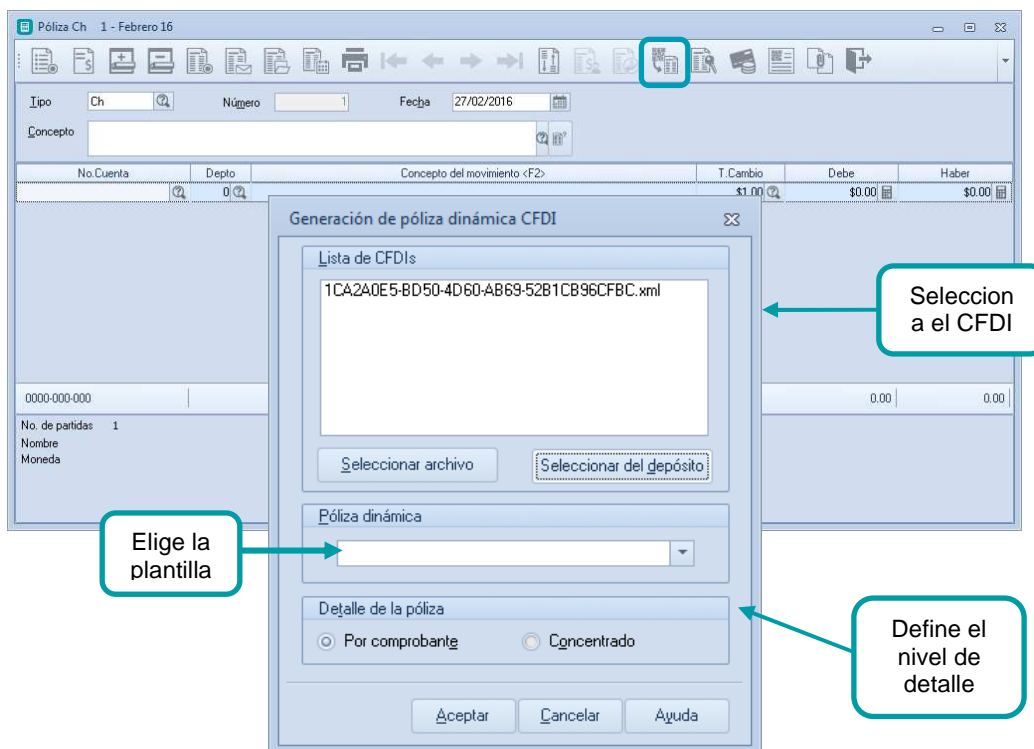 Póliza Ch 1 - Febrero 16
Tipo Ch Número 1 Fecha 27/02/2016
Concepto
No.Cuenta Depto Concepto del movimiento <F2> T.Cambio Debe Haber
0 $1.00 $0.00 $0.00
Generación de póliza dinámica CFDI
Lista de CFDIs
1CA2A0E5-BD50-4D60-AB69-52B1CB96CFBC.xml
Seleccion
a el CFDI
0000-000-000 0.00 0.00
No. de partidas 1
Nombre
Moneda
Seleccionar archivo Seleccionar del depósito
Póliza dinámica
Elige la
plantilla
Detalle de la póliza
Por comprobante Concentrado
Define el
nivel de
detalle
Aceptar Cancelar Ayuda